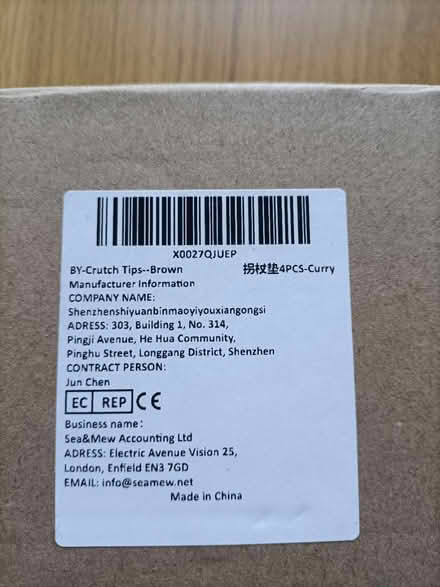 X0027QJUEP
BY-Crutch Tips--Brown 拐杖垫4PCS-Curry
Manufacturer Information
COMPANY NAME:
Shenzhenshiyuanbinmaoyiyouxiangongsi
ADRESS: 303, Building 1, No. 314,
Pingji Avenue, He Hua Community,
Pinghu Street, Longgang District, Shenzhen
CONTRACT PERSON:
Jun Chen
EC REP CE
Business name:
Sea&Mew Accounting Ltd
ADRESS: Electric Avenue Vision 25,
London, Enfield EN3 7GD
EMAIL: info@seamew.net
Made in China